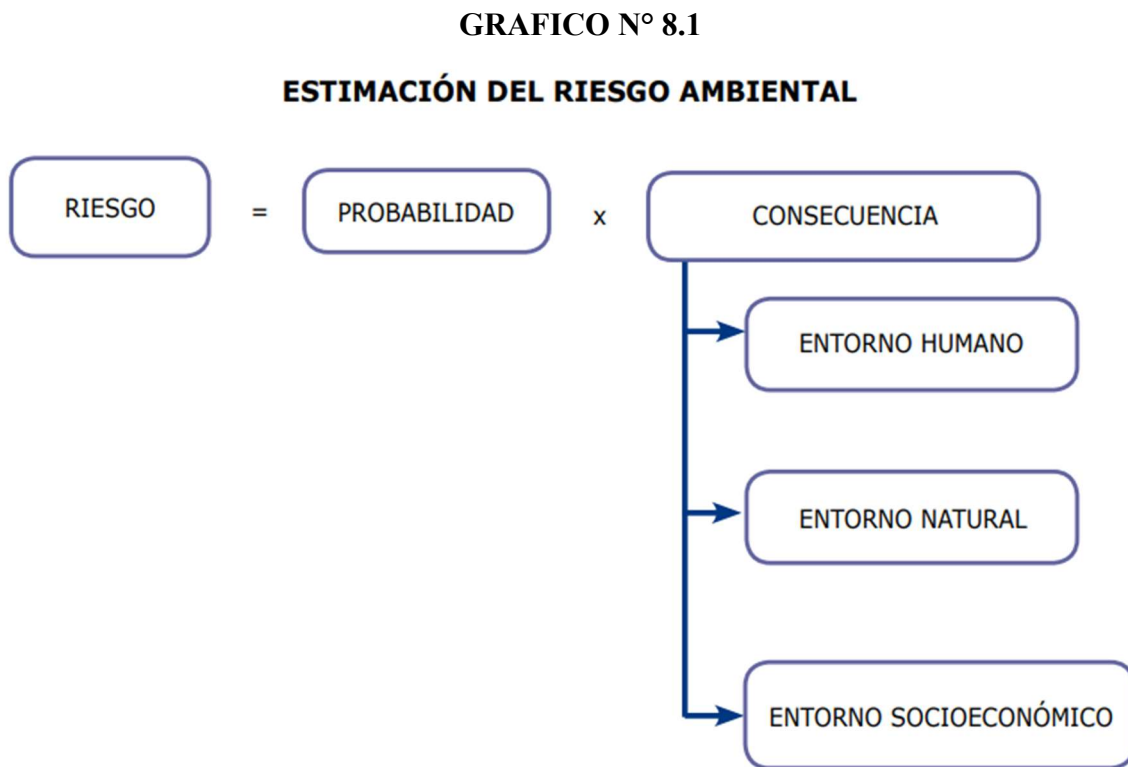 GRAFICO N° 8.1
ESTIMACIÓN DEL RIESGO AMBIENTAL
RIESGO = PROBABILIDAD x CONSECUENCIA
ENTORNO HUMANO
ENTORNO NATURAL
ENTORNO SOCIOECONÓMICO